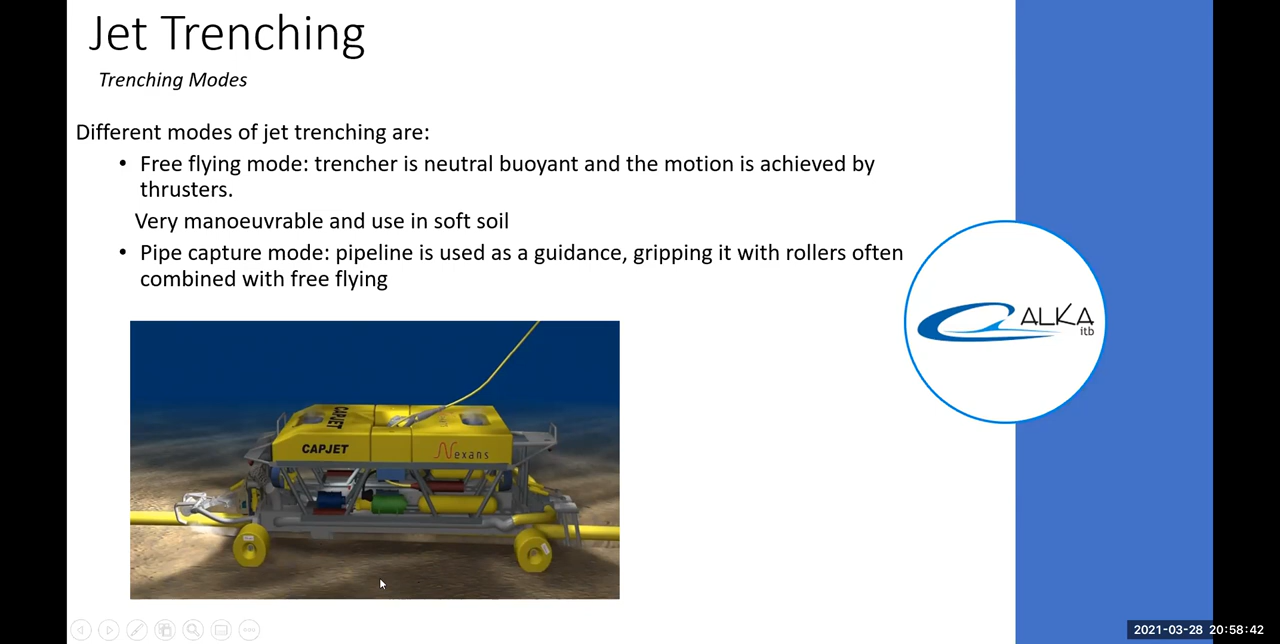 Jet Trenching
Trenching Modes
Different modes of jet trenching are:
• Free flying mode: trencher is neutral buoyant and the motion is achieved by
thrusters.
Very manoeuvrable and use in soft soil
• Pipe capture mode: pipeline is used as a guidance, gripping it with rollers often
combined with free flying
ALKA
itb
CAPJET
CAPJET
Nexans
2021-03-28 20:58:42